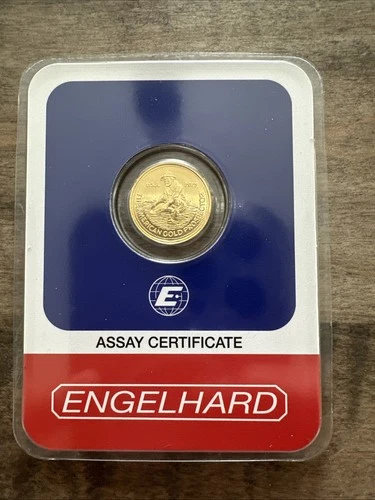 THE AMERICAN GOLD PROSPECTOR
E
ASSAY CERTIFICATE
ENGELHARD